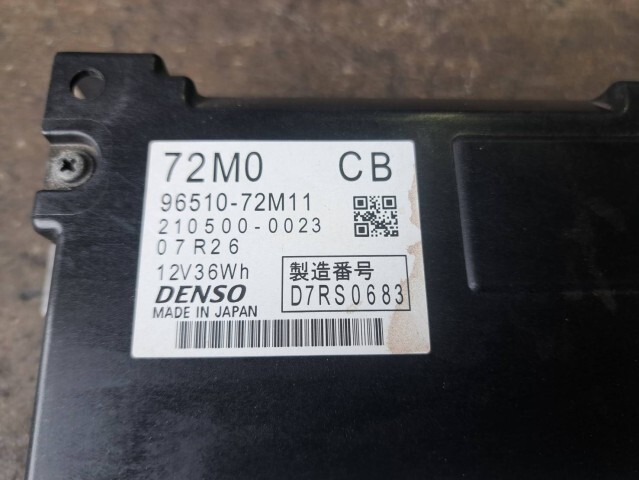 72M0 CB
96510-72M11
210500-0023
07R26
12V36Wh
DENSO
MADE IN JAPAN
製造番号
D7RS0683